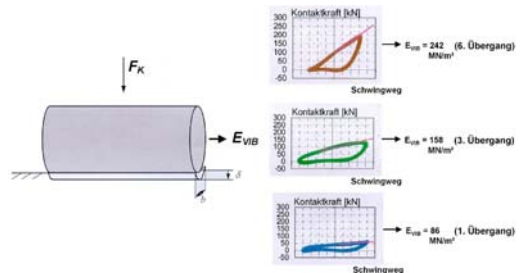 F_K
E_VIB
δ
b
Kontaktkraft [kN]
300
250
200
150
100
50
0
-50
Schwingweg
E_VIB = 242 (6. Übergang)
MN/m²
Kontaktkraft [kN]
300
250
200
150
100
50
0
-50
Schwingweg
E_VIB = 158 (3. Übergang)
MN/m²
Kontaktkraft [kN]
300
250
200
150
100
50
0
-50
Schwingweg
E_VIB = 86 (1. Übergang)
MN/m²